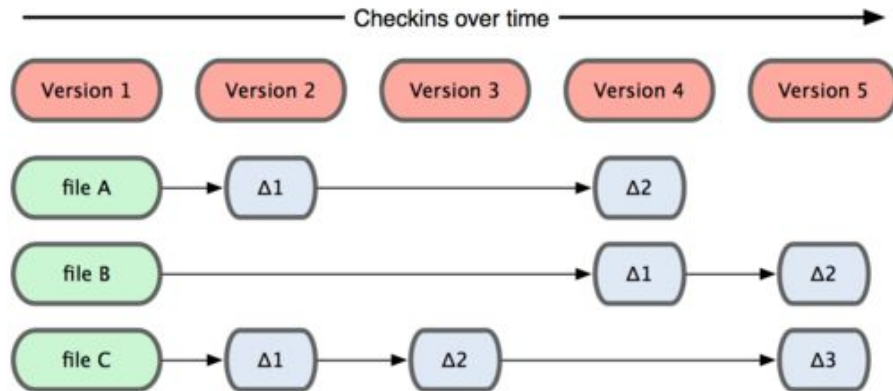 Checkins over time
Version 1 Version 2 Version 3 Version 4 Version 5
file A Δ1 Δ2
file B Δ1 Δ2
file C Δ1 Δ2 Δ3